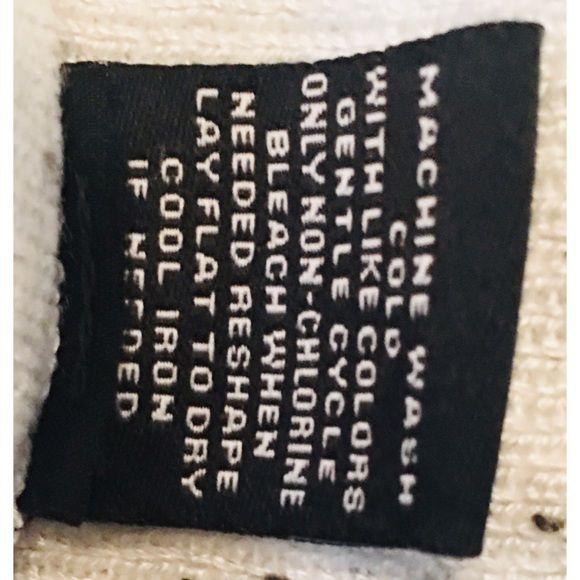 MACHINE WASH
COLD
WITH LIKE COLORS
GENTLE CYCLE
ONLY NON-CHLORINE
BLEACH WHEN
NEEDED RESHAPE
LAY FLAT TO DRY
COOL IRON
IF NEEDED